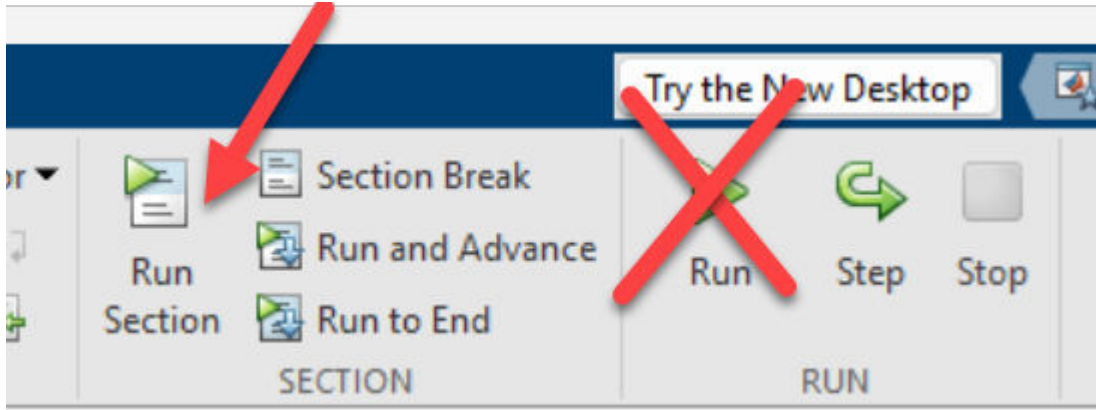 Try the New Desktop
Section Break
Run and Advance
Run
Section
Run to End
SECTION
Run
Step
Stop
RUN